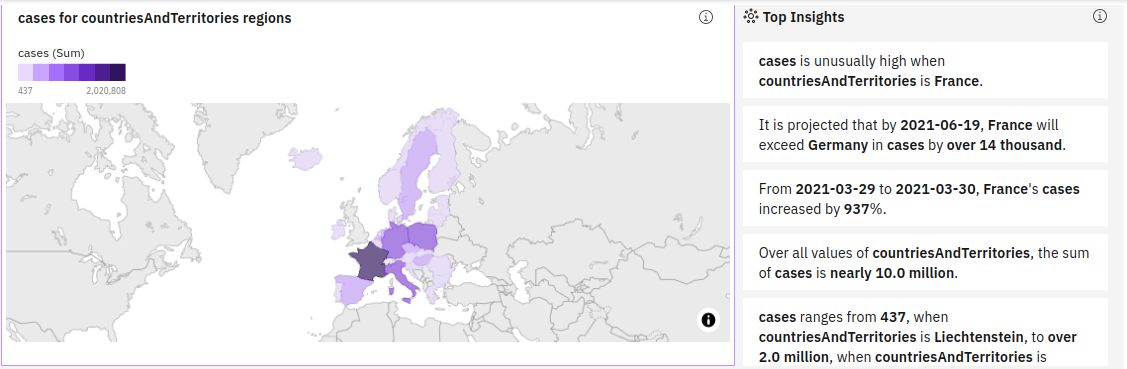 cases for countriesAndTerritories regions
cases (Sum)
437 2,020,808
Top Insights
cases is unusually high when
countriesAndTerritories is France.
It is projected that by 2021-06-19, France will
exceed Germany in cases by over 14 thousand.
From 2021-03-29 to 2021-03-30, France's cases
increased by 937%.
Over all values of countriesAndTerritories, the sum
of cases is nearly 10.0 million.
cases ranges from 437, when
countriesAndTerritories is Liechtenstein, to over
2.0 million, when countriesAndTerritories is